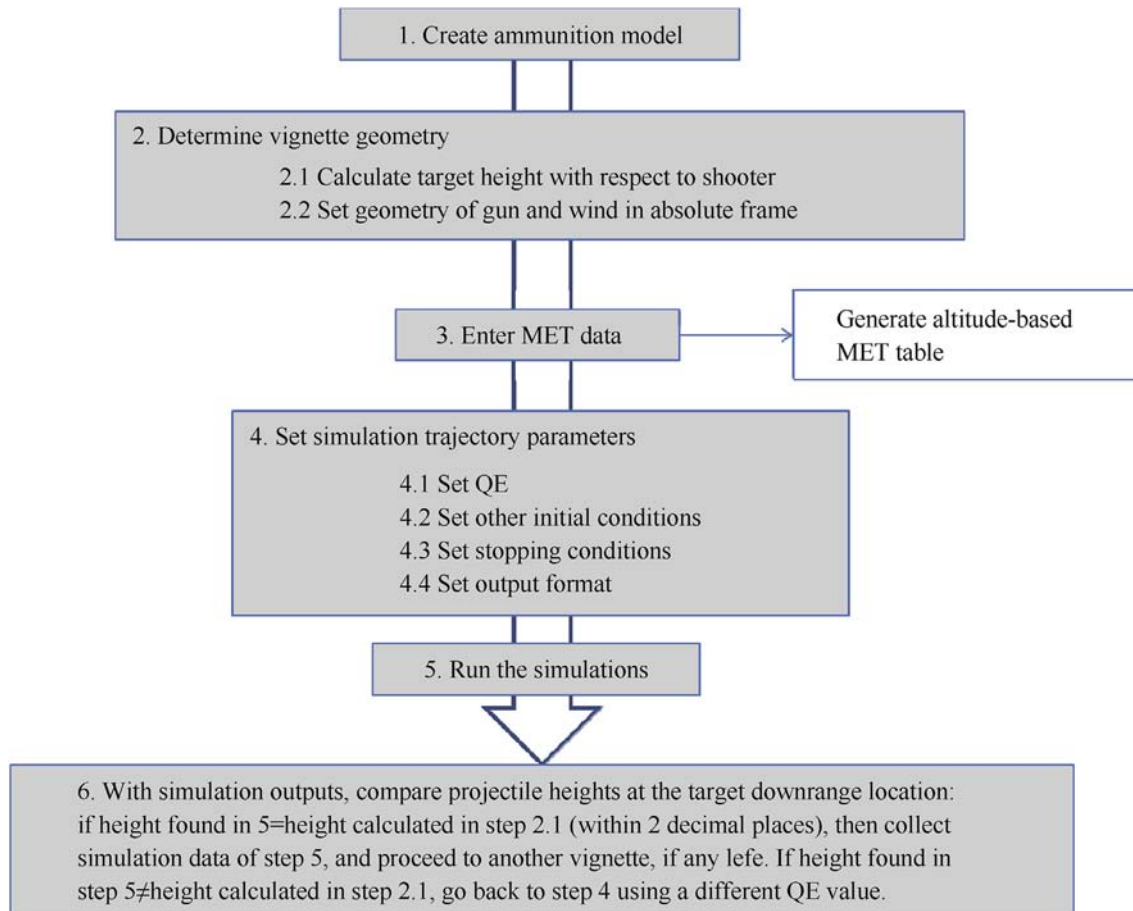 1. Create ammunition model
2. Determine vignette geometry
2.1 Calculate target height with respect to shooter
2.2 Set geometry of gun and wind in absolute frame
3. Enter MET data
Generate altitude-based
MET table
4. Set simulation trajectory parameters
4.1 Set QE
4.2 Set other initial conditions
4.3 Set stopping conditions
4.4 Set output format
5. Run the simulations
6. With simulation outputs, compare projectile heights at the target downrange location:
if height found in 5=height calculated in step 2.1 (within 2 decimal places), then collect
simulation data of step 5, and proceed to another vignette, if any lefe. If height found in
step 5≠height calculated in step 2.1, go back to step 4 using a different QE value.